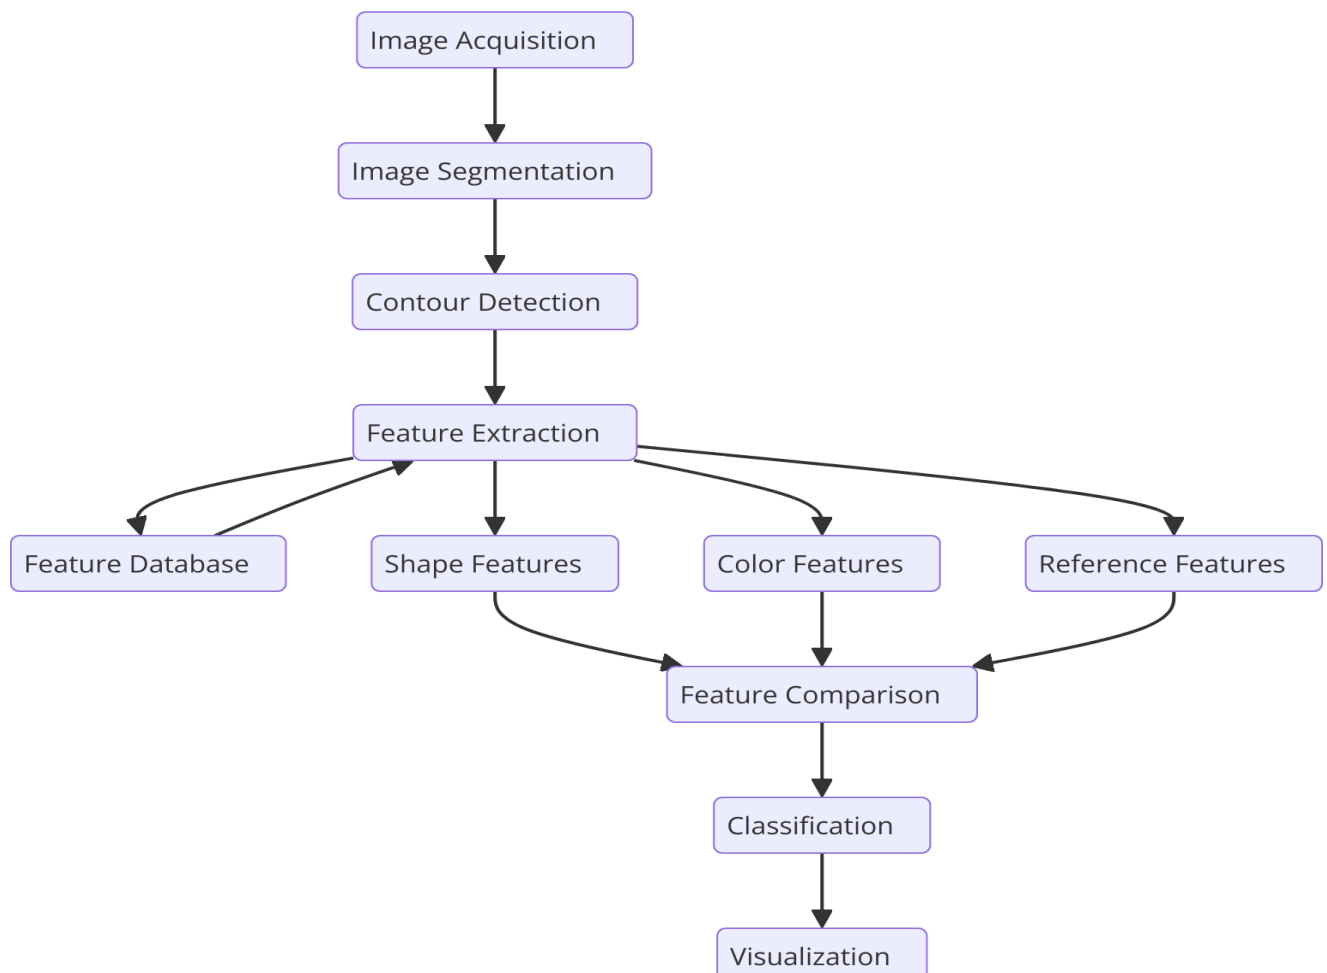 Image Acquisition
Image Segmentation
Contour Detection
Feature Extraction
Feature Database
Shape Features
Color Features
Reference Features
Feature Comparison
Classification
Visualization